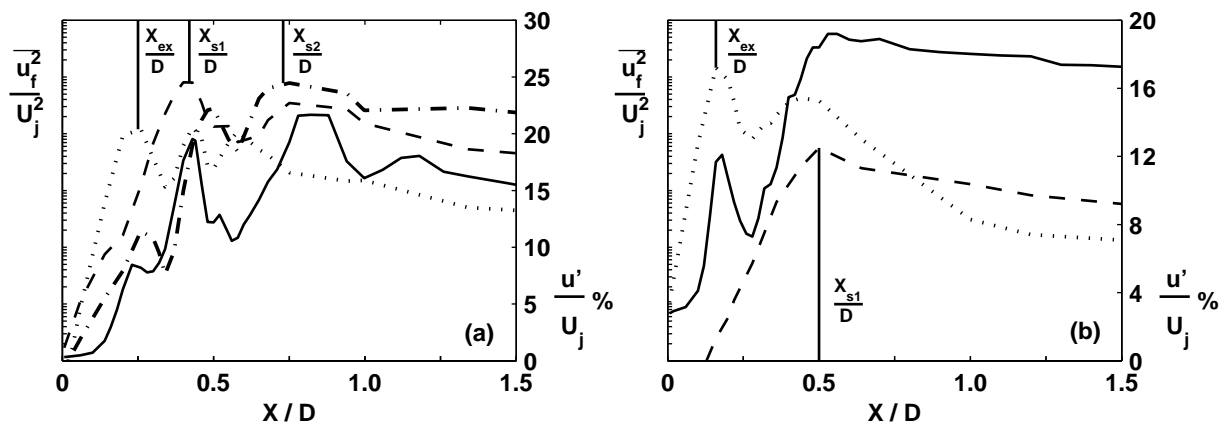 u_f^2 / U_j^2
X_ex / D
X_s1 / D
X_s2 / D
30
25
20
15
10
5
0
u' / U_j %
(a)
0 0.5 1.0 1.5
X / D
u_f^2 / U_j^2
X_ex / D
X_s1 / D
20
16
12
8
4
0
u' / U_j %
(b)
0 0.5 1.0 1.5
X / D